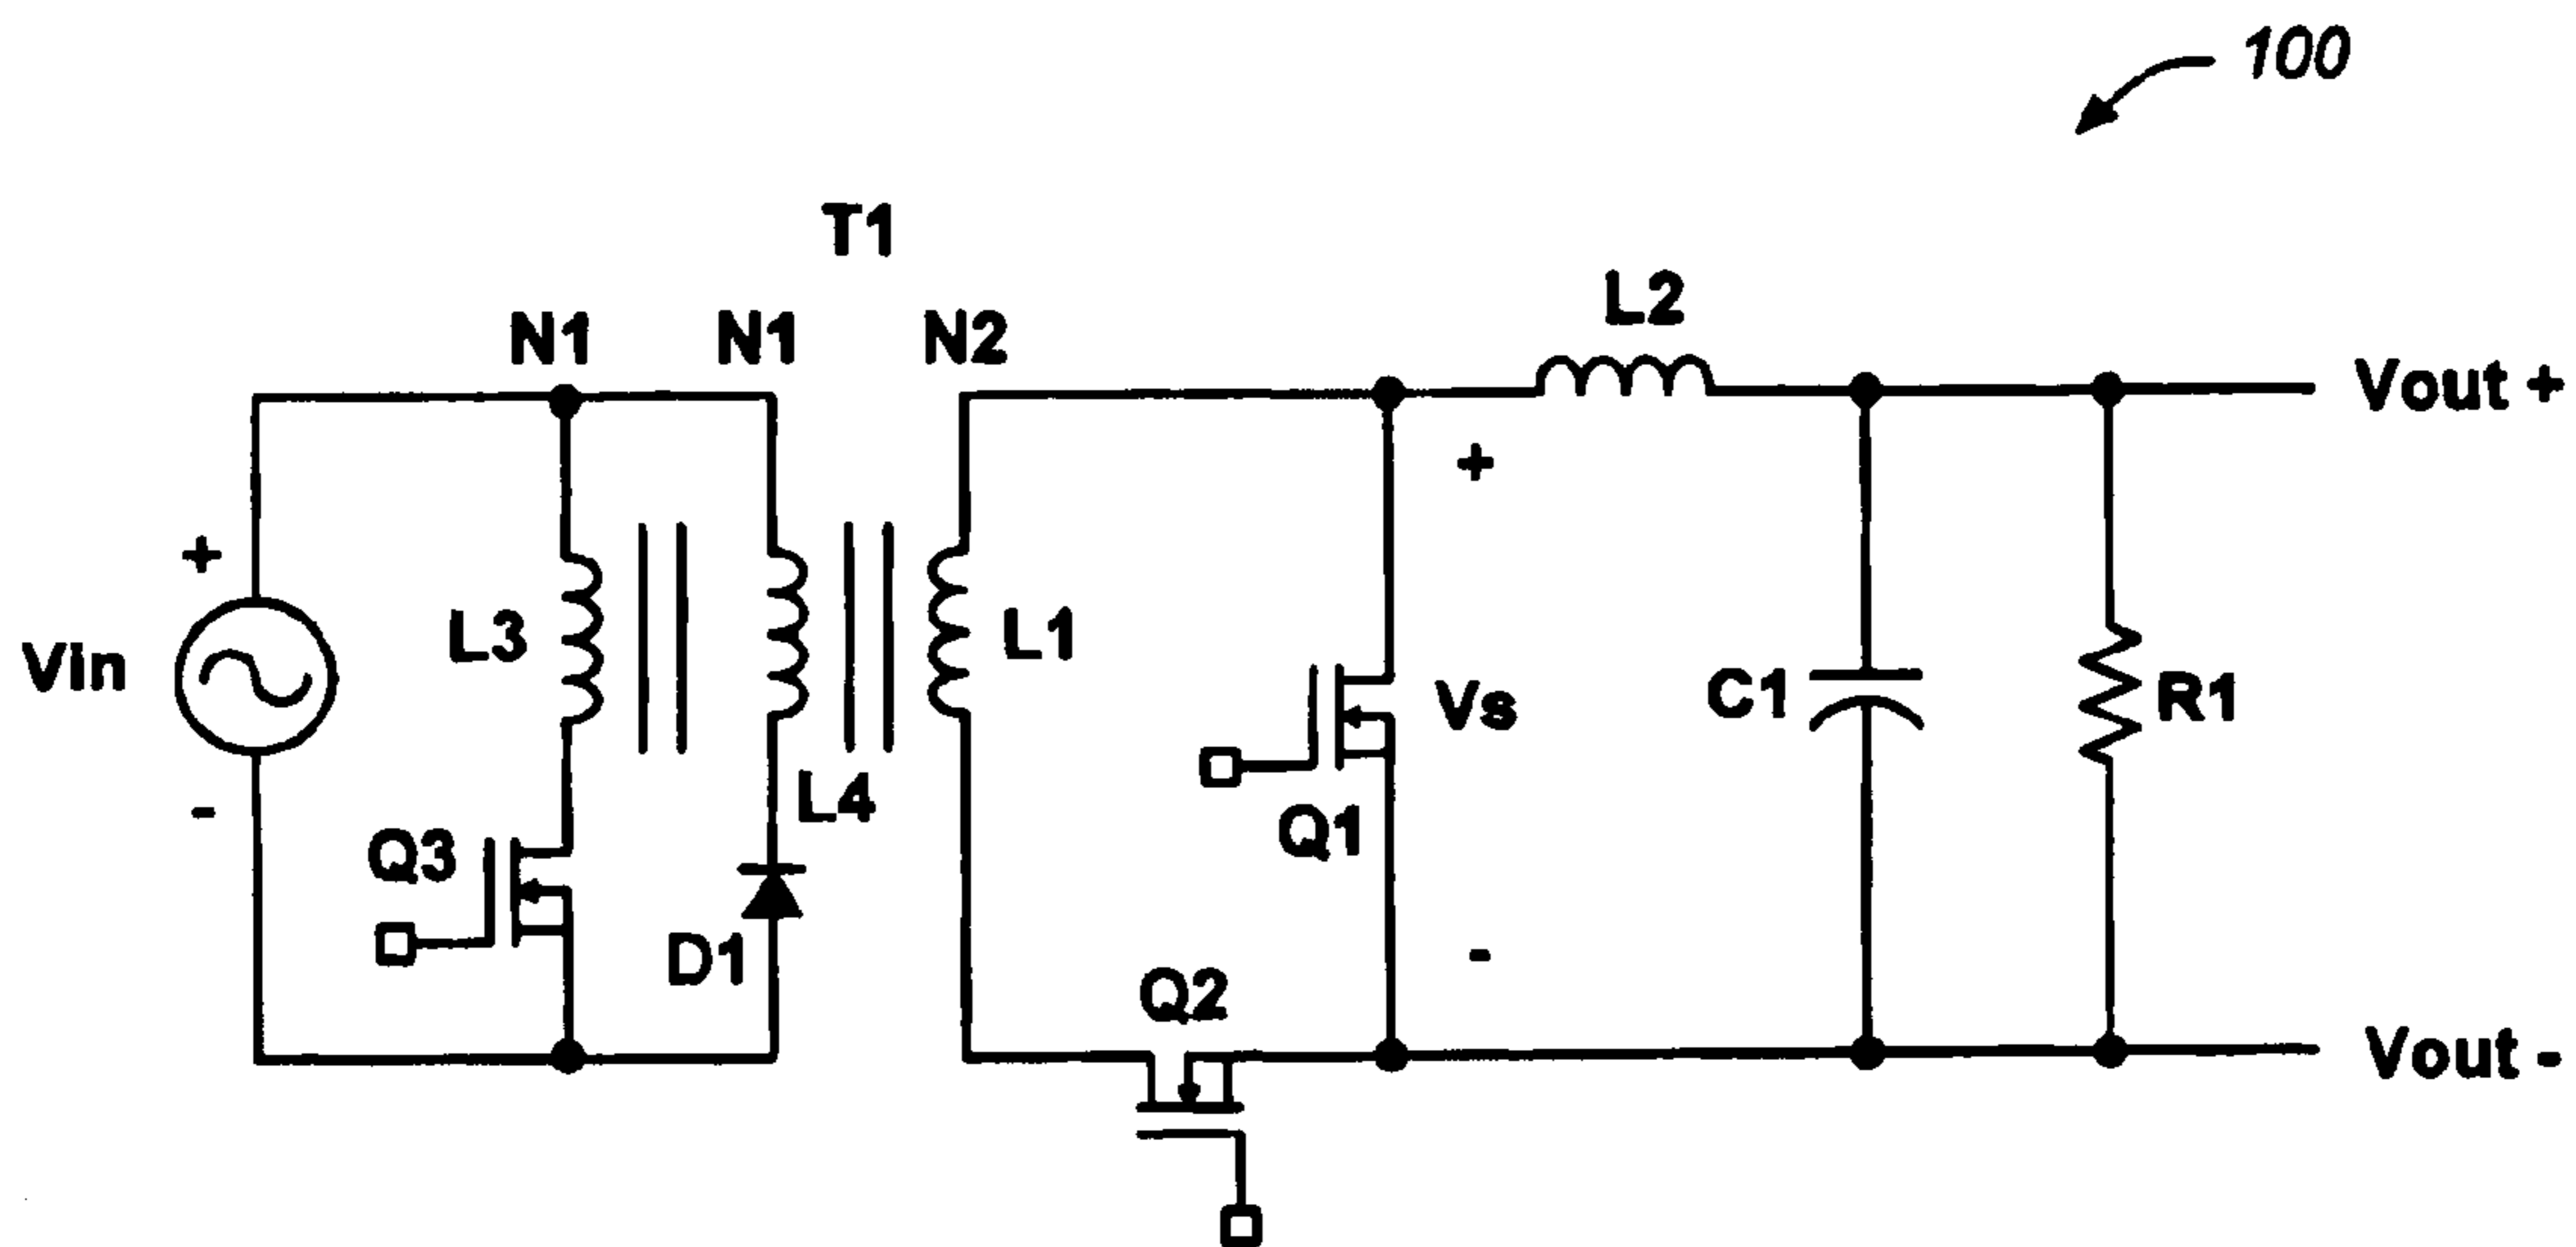 100
T1
N1 N1 N2 L2
Vout +
+ +
L3 L1
Vin Vs C1 R1
- L4
Q3 Q1
D1 -
Q2
Vout -